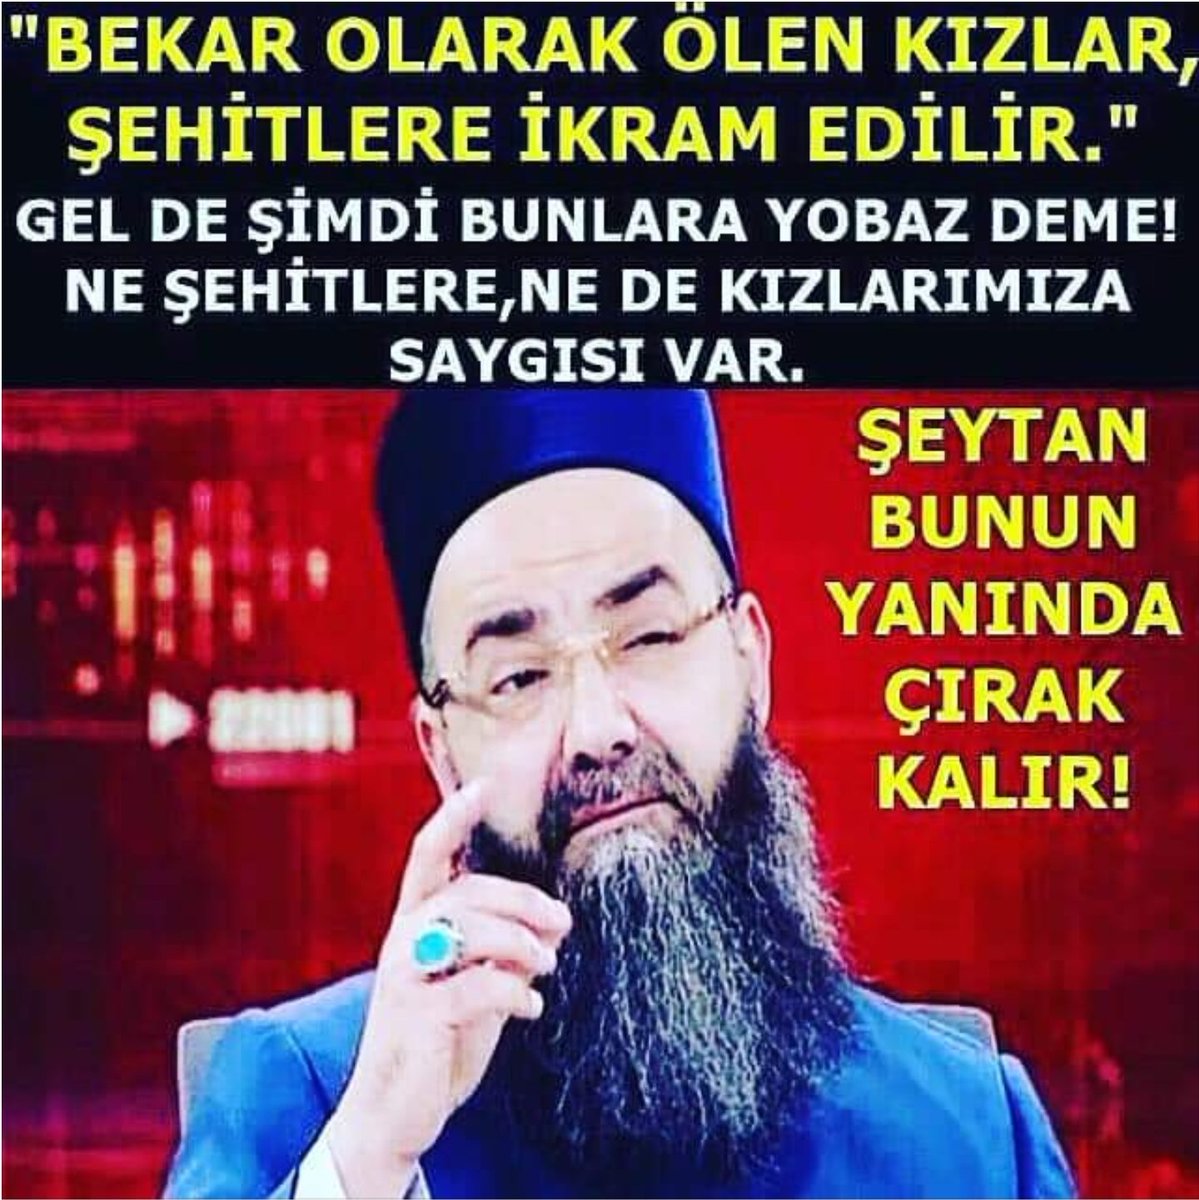 "BEKAR OLARAK ÖLEN KIZLAR,
ŞEHİTLERE İKRAM EDİLİR."
GEL DE ŞİMDİ BUNLARA YOBAZ DEME!
NE ŞEHİTLERE,NE DE KIZLARIMIZA
SAYGISI VAR.
ŞEYTAN
BUNUN
YANINDA
ÇIRAK
KALIR!